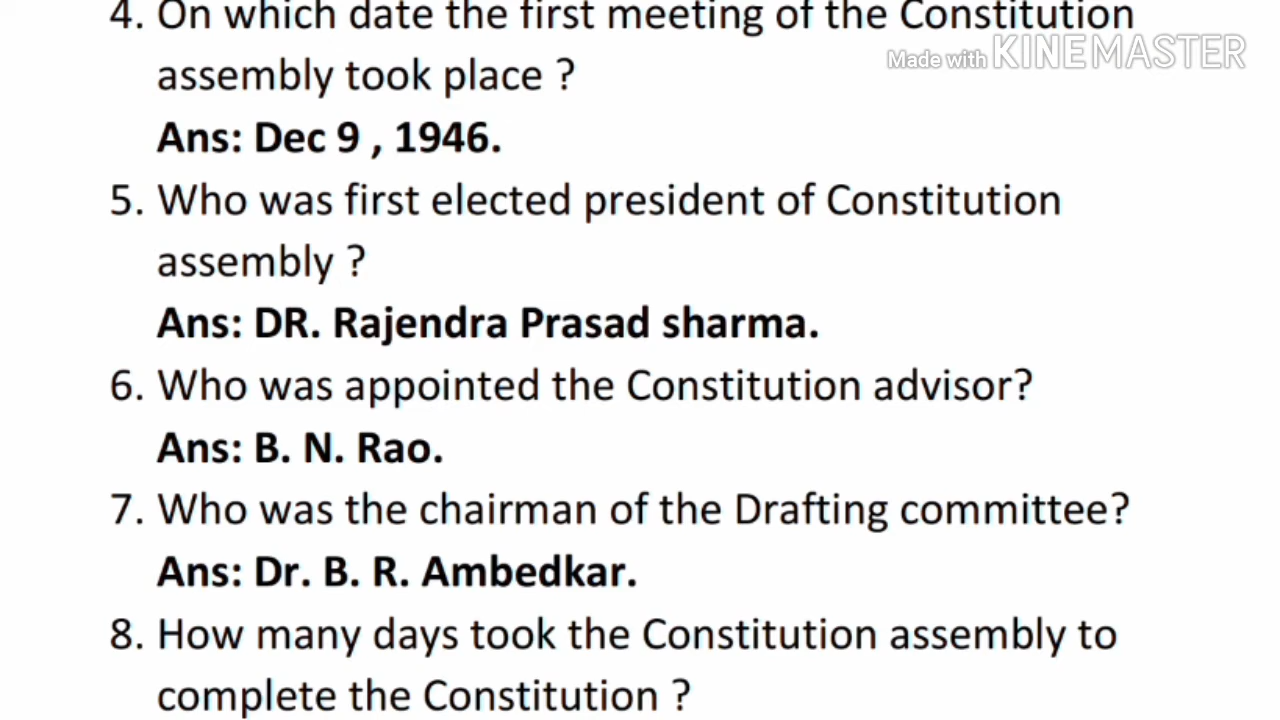 4. On which date the first meeting of the Constitution
Made with KINEMASTER
assembly took place ?
Ans: Dec 9 , 1946.
5. Who was first elected president of Constitution
assembly ?
Ans: DR. Rajendra Prasad sharma.
6. Who was appointed the Constitution advisor?
Ans: B. N. Rao.
7. Who was the chairman of the Drafting committee?
Ans: Dr. B. R. Ambedkar.
8. How many days took the Constitution assembly to
complete the Constitution ?